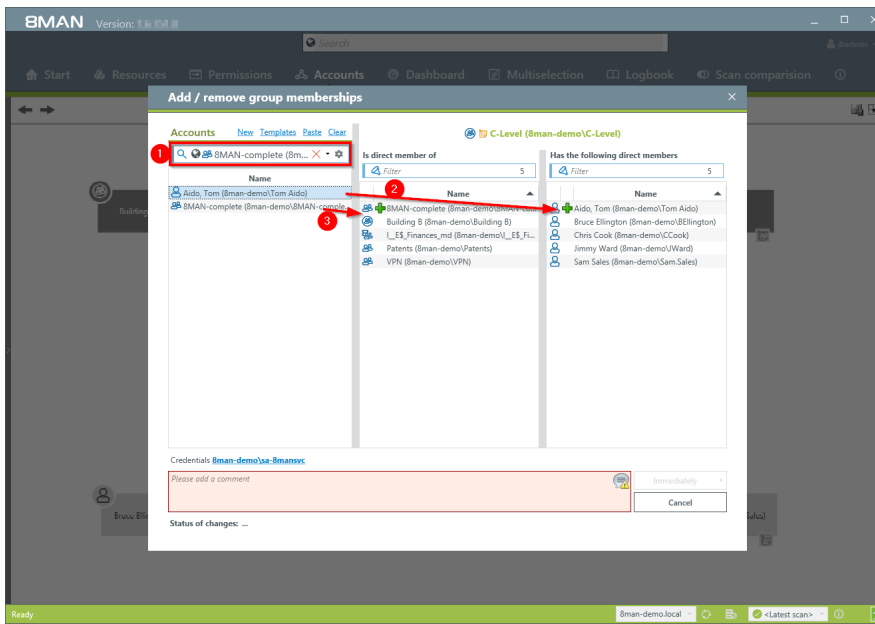 8MAN Version:
Search
jbadmin
Start Resources Permissions Accounts Dashboard Multiselection Logbook Scan comparision
Add / remove group memberships
Accounts New Templates Paste Clear
C-Level (8man-demo\C-Level)
1
8MAN-complete (8m...
Is direct member of
Has the following direct members
Filter 5
Filter 5
Name
Name
Name
2
3
Aido, Tom (8man-demo\Tom Aido)
8MAN-complete (8man-demo\8MAN-comple...
8MAN-complete (8man-demo\8MAN-co...
Building B (8man-demo\Building B)
I__E$_Finances_md (8man-demo\I__E$_Fi...
Patents (8man-demo\Patents)
VPN (8man-demo\VPN)
Aido, Tom (8man-demo\Tom Aido)
Bruce Ellington (8man-demo\BEllington)
Chris Cook (8man-demo\CCook)
Jimmy Ward (8man-demo\JWard)
Sam Sales (8man-demo\Sam.Sales)
Building
Credentials 8man-demo\sa-8mansvc
Please add a comment
Immediately
Cancel
Status of changes: ...
Bruce Ellin
Sales)
Ready
8man-demo.local
<Latest scan>